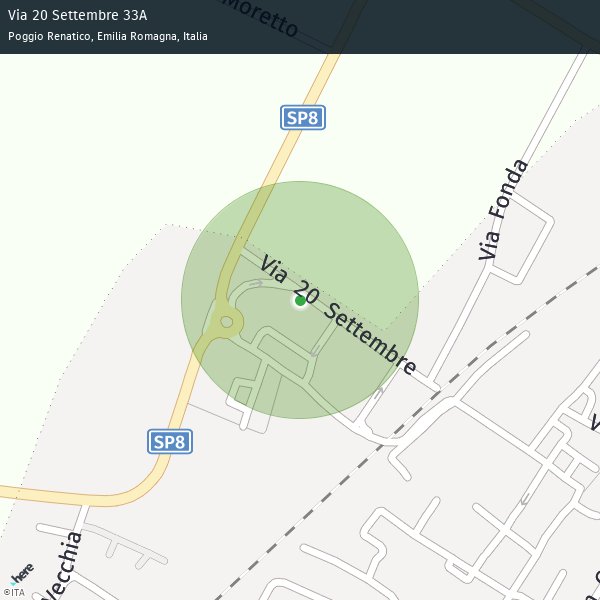 Via 20 Settembre 33A
Poggio Renatico, Emilia Romagna, Italia
Moretto
SP8
Via Fonda
Via 20 Settembre
SP8
Vecchia
here
©ITA